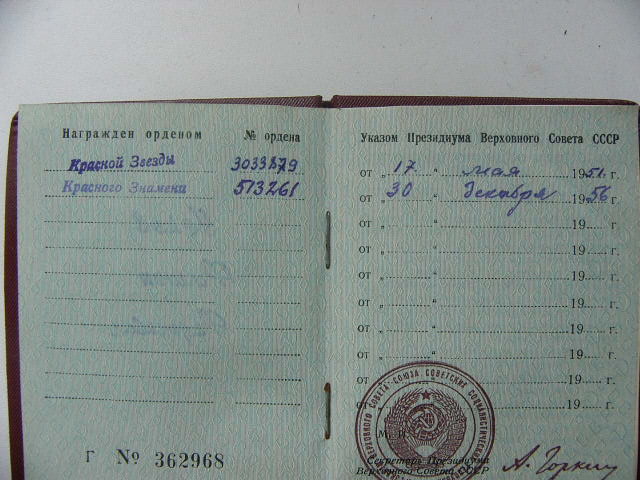 Награжден орденом № ордена
Красной Звезды 3033879
Красного Знамени 513261
Г № 362968
Указом Президиума Верховного Совета СССР
от „ 17 “ мая 1951 г.
от „ 30 “ декабря 1956 г.
от „ “ 19 г.
от „ “ 19 г.
от „ “ 19 г.
от „ “ 19 г.
от „ “ 19 г.
от „ “ 19 г.
от „ “ 19 г.
от 19 г.
М. П.
Секретарь Президиума
Верховного Совета СССР
А. Горкин